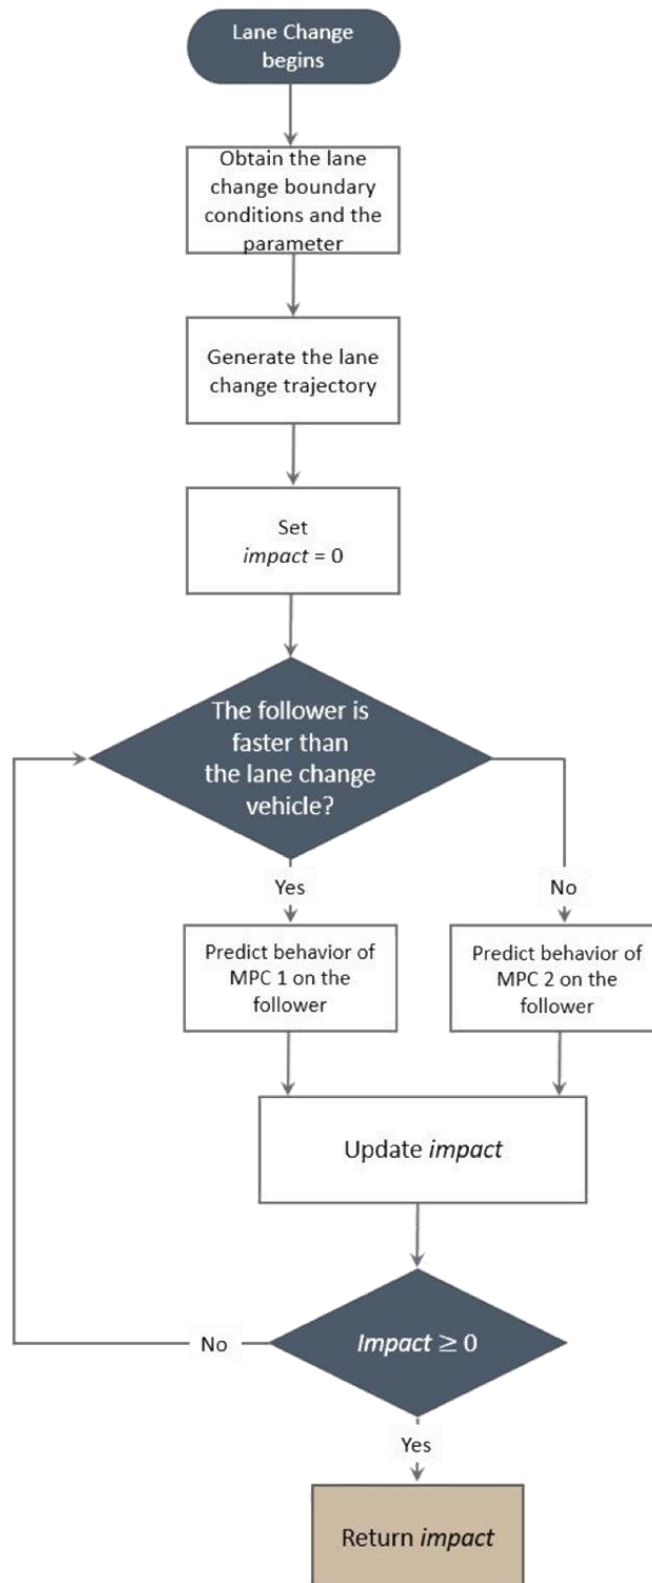 Lane Change
begins
Obtain the lane
change boundary
conditions and the
parameter
Generate the lane
change trajectory
Set
impact = 0
The follower is
faster than
the lane change
vehicle?
Yes
No
Predict behavior of
MPC 1 on the
follower
Predict behavior of
MPC 2 on the
follower
Update impact
Impact ≥ 0
No
Yes
Return impact